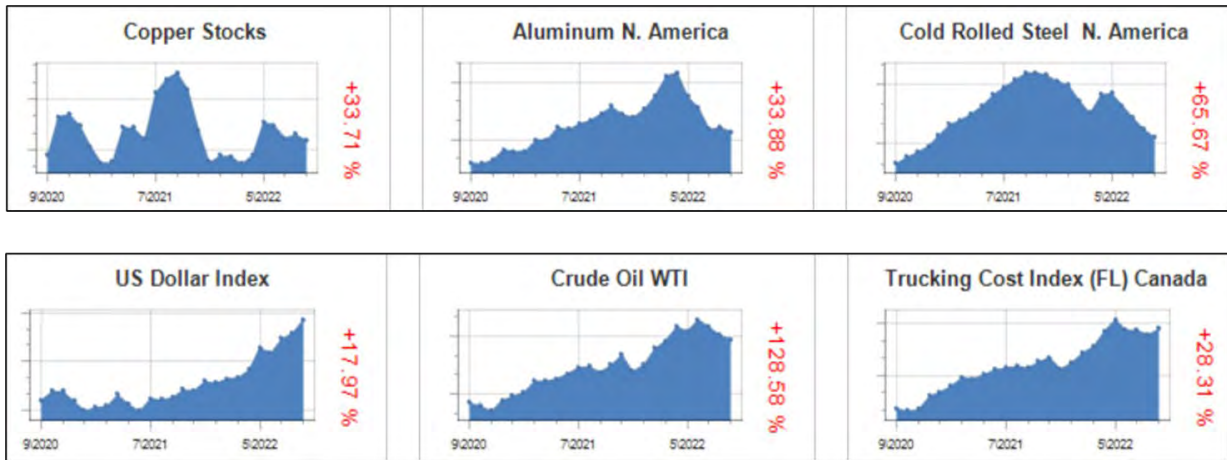 Copper Stocks
+33.71 %
9\2020 7\2021 5\2022
Aluminum N. America
+33.88 %
9\2020 7\2021 5\2022
Cold Rolled Steel N. America
+65.67 %
9\2020 7\2021 5\2022
US Dollar Index
+17.97 %
9\2020 7\2021 5\2022
Crude Oil WTI
+128.58 %
9\2020 7\2021 5\2022
Trucking Cost Index (FL) Canada
+28.31 %
9\2020 7\2021 5\2022